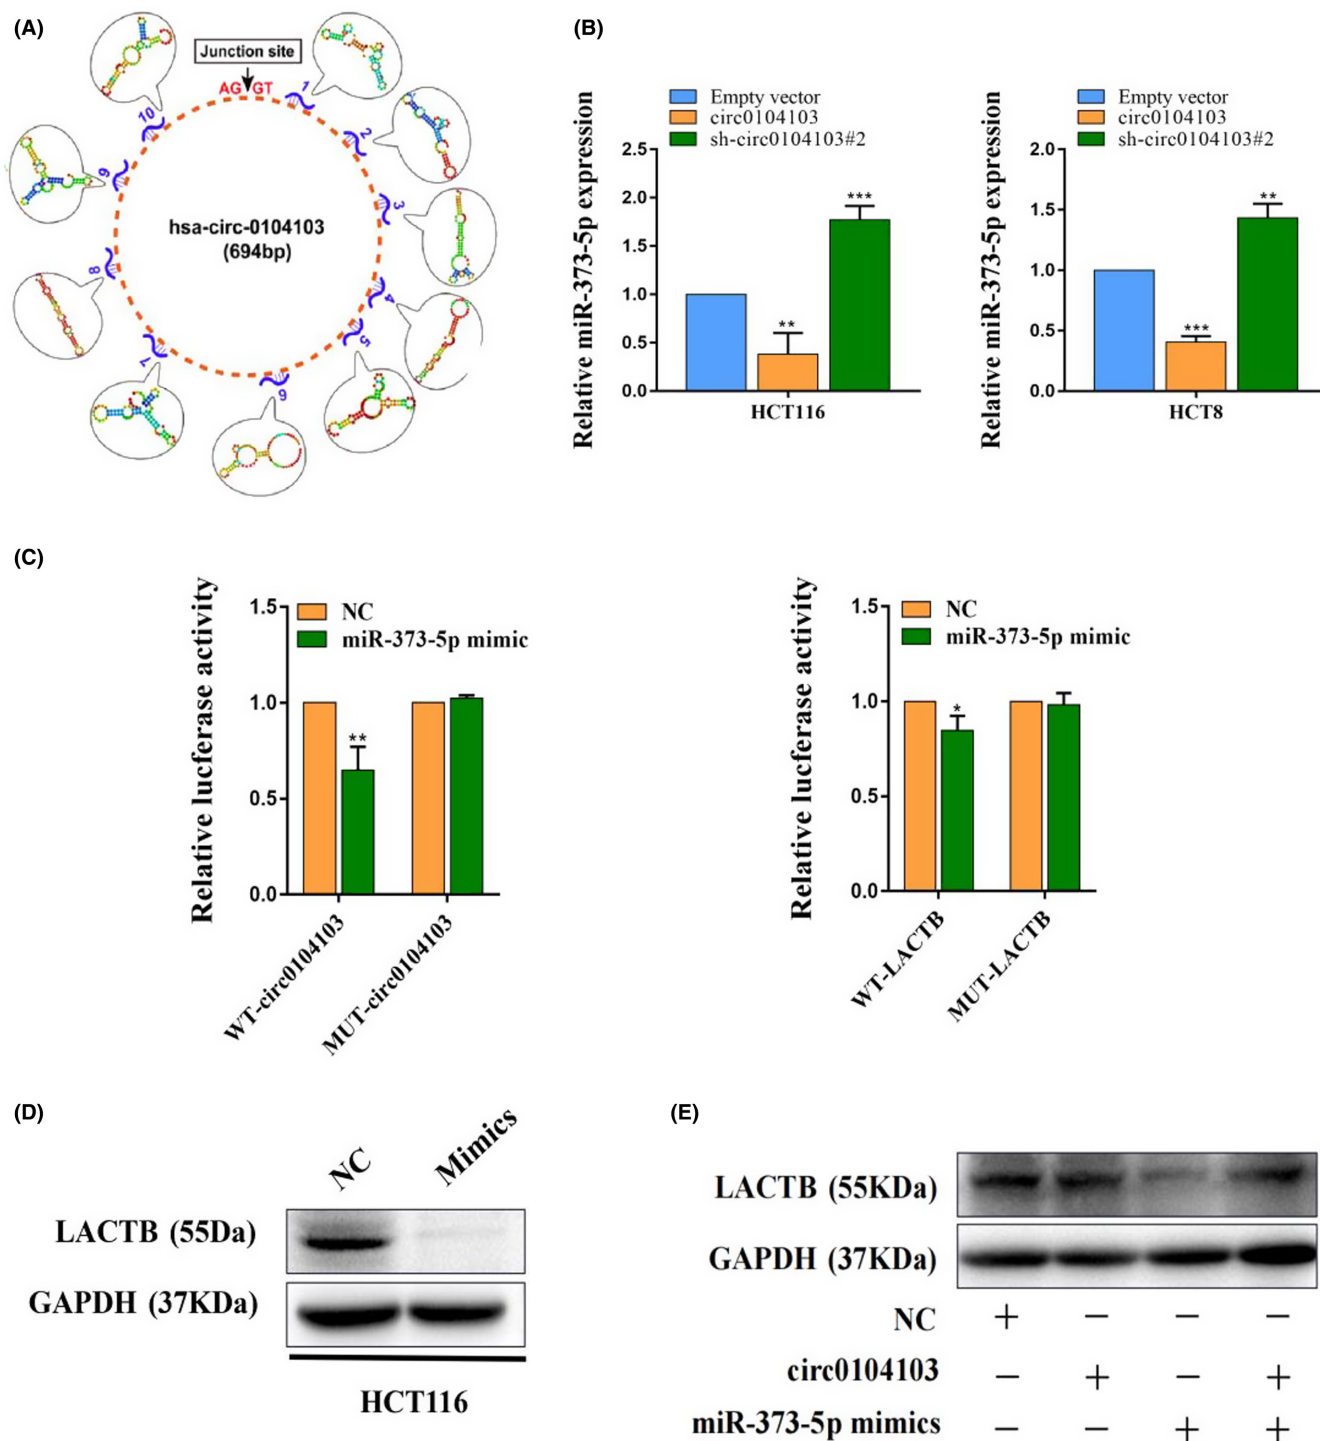 (A)
Junction site
AG GT
1
2
3
4
5
6
7
8
9
10
hsa-circ-0104103
(694bp)
(B)
Relative miR-373-5p expression
Empty vector
circ0104103
sh-circ0104103#2
2.5
2.0
1.5
1.0
0.5
0.0
**
***
HCT116
Relative miR-373-5p expression
Empty vector
circ0104103
sh-circ0104103#2
2.0
1.5
1.0
0.5
0.0
***
**
HCT8
(C)
Relative lucferase activity
NC
miR-373-5p mimic
1.5
1.0
0.5
0.0
**
WT-circ0104103
MUT-circ0104103
Relative lucferase activity
NC
miR-373-5p mimic
1.5
1.0
0.5
0.0
*
WT-LACTB
MUT-LACTB
(D)
NC
Mimics
LACTB (55Da)
GAPDH (37KDa)
HCT116
(E)
LACTB (55KDa)
GAPDH (37KDa)
NC + − − −
circ0104103 − + − +
miR-373-5p mimics − − + +